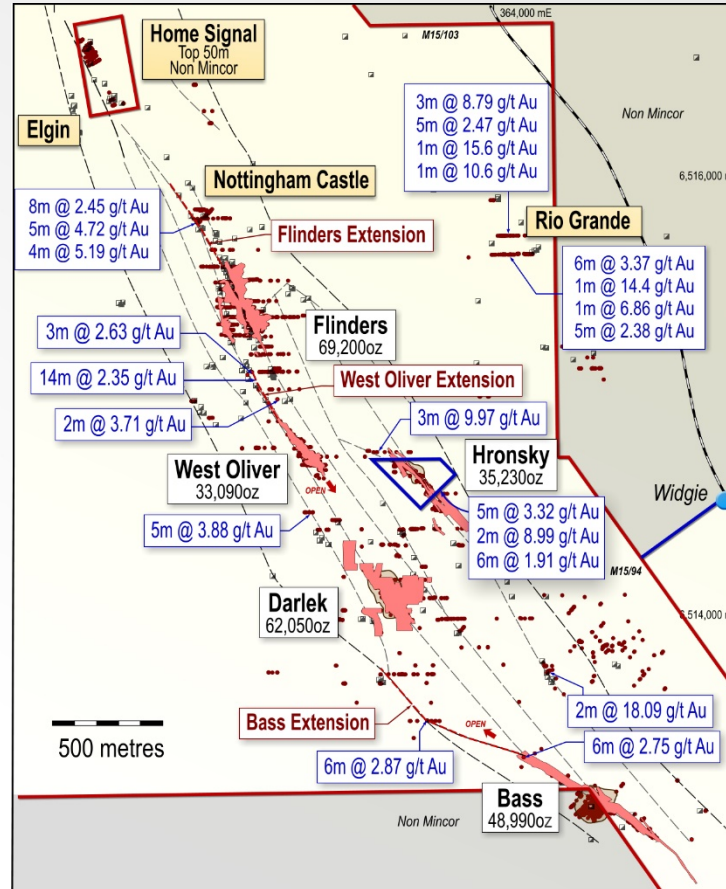 364,000 mE
Home Signal
Top 50m
Non Mincor
M15/103
3m @ 8.79 g/t Au
5m @ 2.47 g/t Au
1m @ 15.6 g/t Au
1m @ 10.6 g/t Au
Non Mincor
Elgin
6,516,000 m
Nottingham Castle
8m @ 2.45 g/t Au
5m @ 4.72 g/t Au
4m @ 5.19 g/t Au
Rio Grande
Flinders Extension
6m @ 3.37 g/t Au
1m @ 14.4 g/t Au
1m @ 6.86 g/t Au
5m @ 2.38 g/t Au
Flinders
69,200oz
3m @ 2.63 g/t Au
14m @ 2.35 g/t Au
West Oliver Extension
2m @ 3.71 g/t Au
3m @ 9.97 g/t Au
West Oliver
33,090oz
OPEN
Hronsky
35,230oz
Widgie
5m @ 3.88 g/t Au
5m @ 3.32 g/t Au
2m @ 8.99 g/t Au
6m @ 1.91 g/t Au
M15/94
Darlek
62,050oz
6,514,000 m
Bass Extension
2m @ 18.09 g/t Au
500 metres
OPEN
6m @ 2.87 g/t Au
6m @ 2.75 g/t Au
Bass
48,990oz
Non Mincor